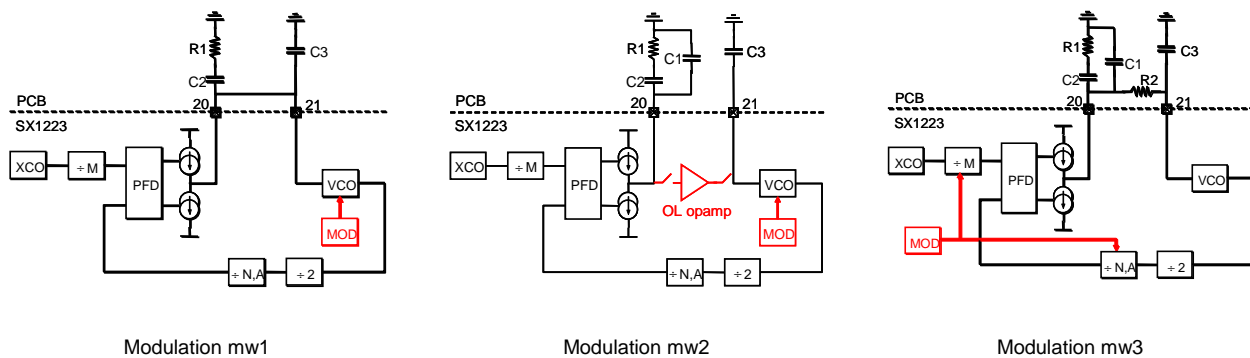 R1
C3
C2
PCB
20
21
SX1223
XCO
÷ M
PFD
VCO
MOD
÷ N,A
÷ 2
Modulation mw1
R1
C1
C3
C2
PCB
20
21
SX1223
XCO
÷ M
PFD
VCO
OL opamp
MOD
÷ N,A
÷ 2
Modulation mw2
R1
C1
C3
C2
R2
PCB
20
21
SX1223
XCO
÷ M
PFD
VCO
MOD
÷ N,A
÷ 2
Modulation mw3